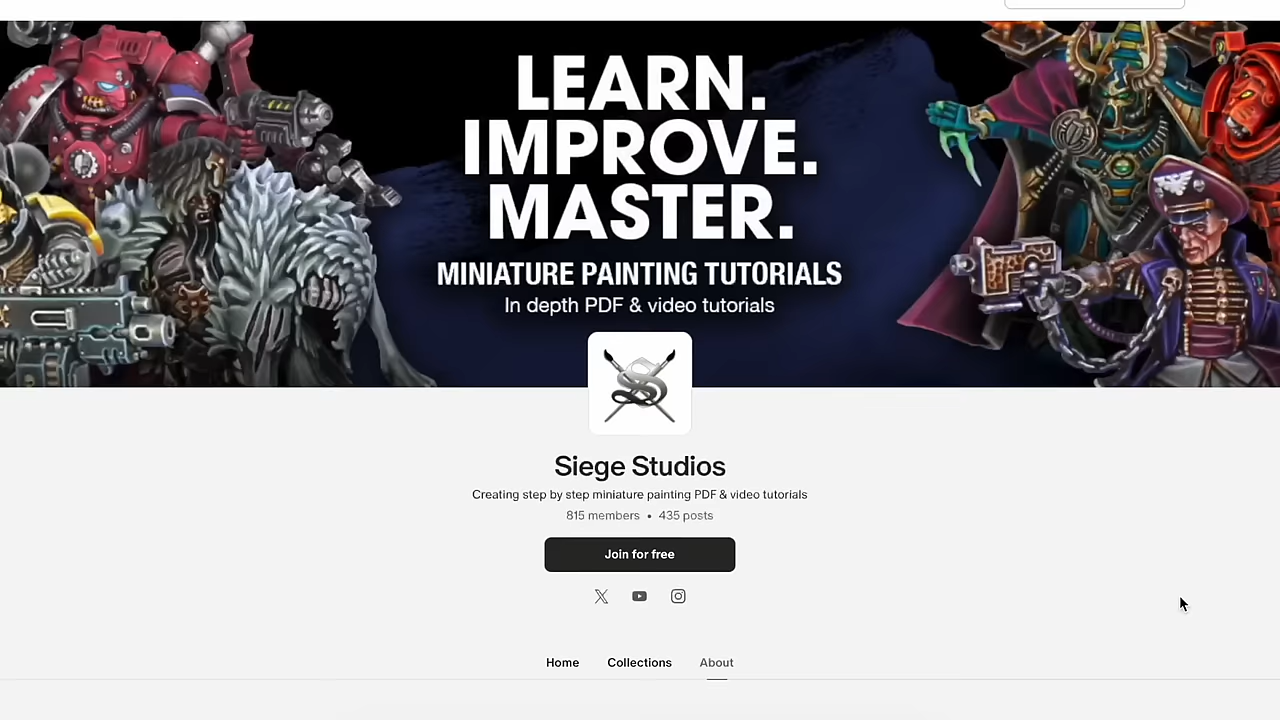 LEARN.
IMPROVE.
MASTER.
MINIATURE PAINTING TUTORIALS
In depth PDF & video tutorials
Siege Studios
Creating step by step miniature painting PDF & video tutorials
815 members • 435 posts
Join for free
Home Collections About